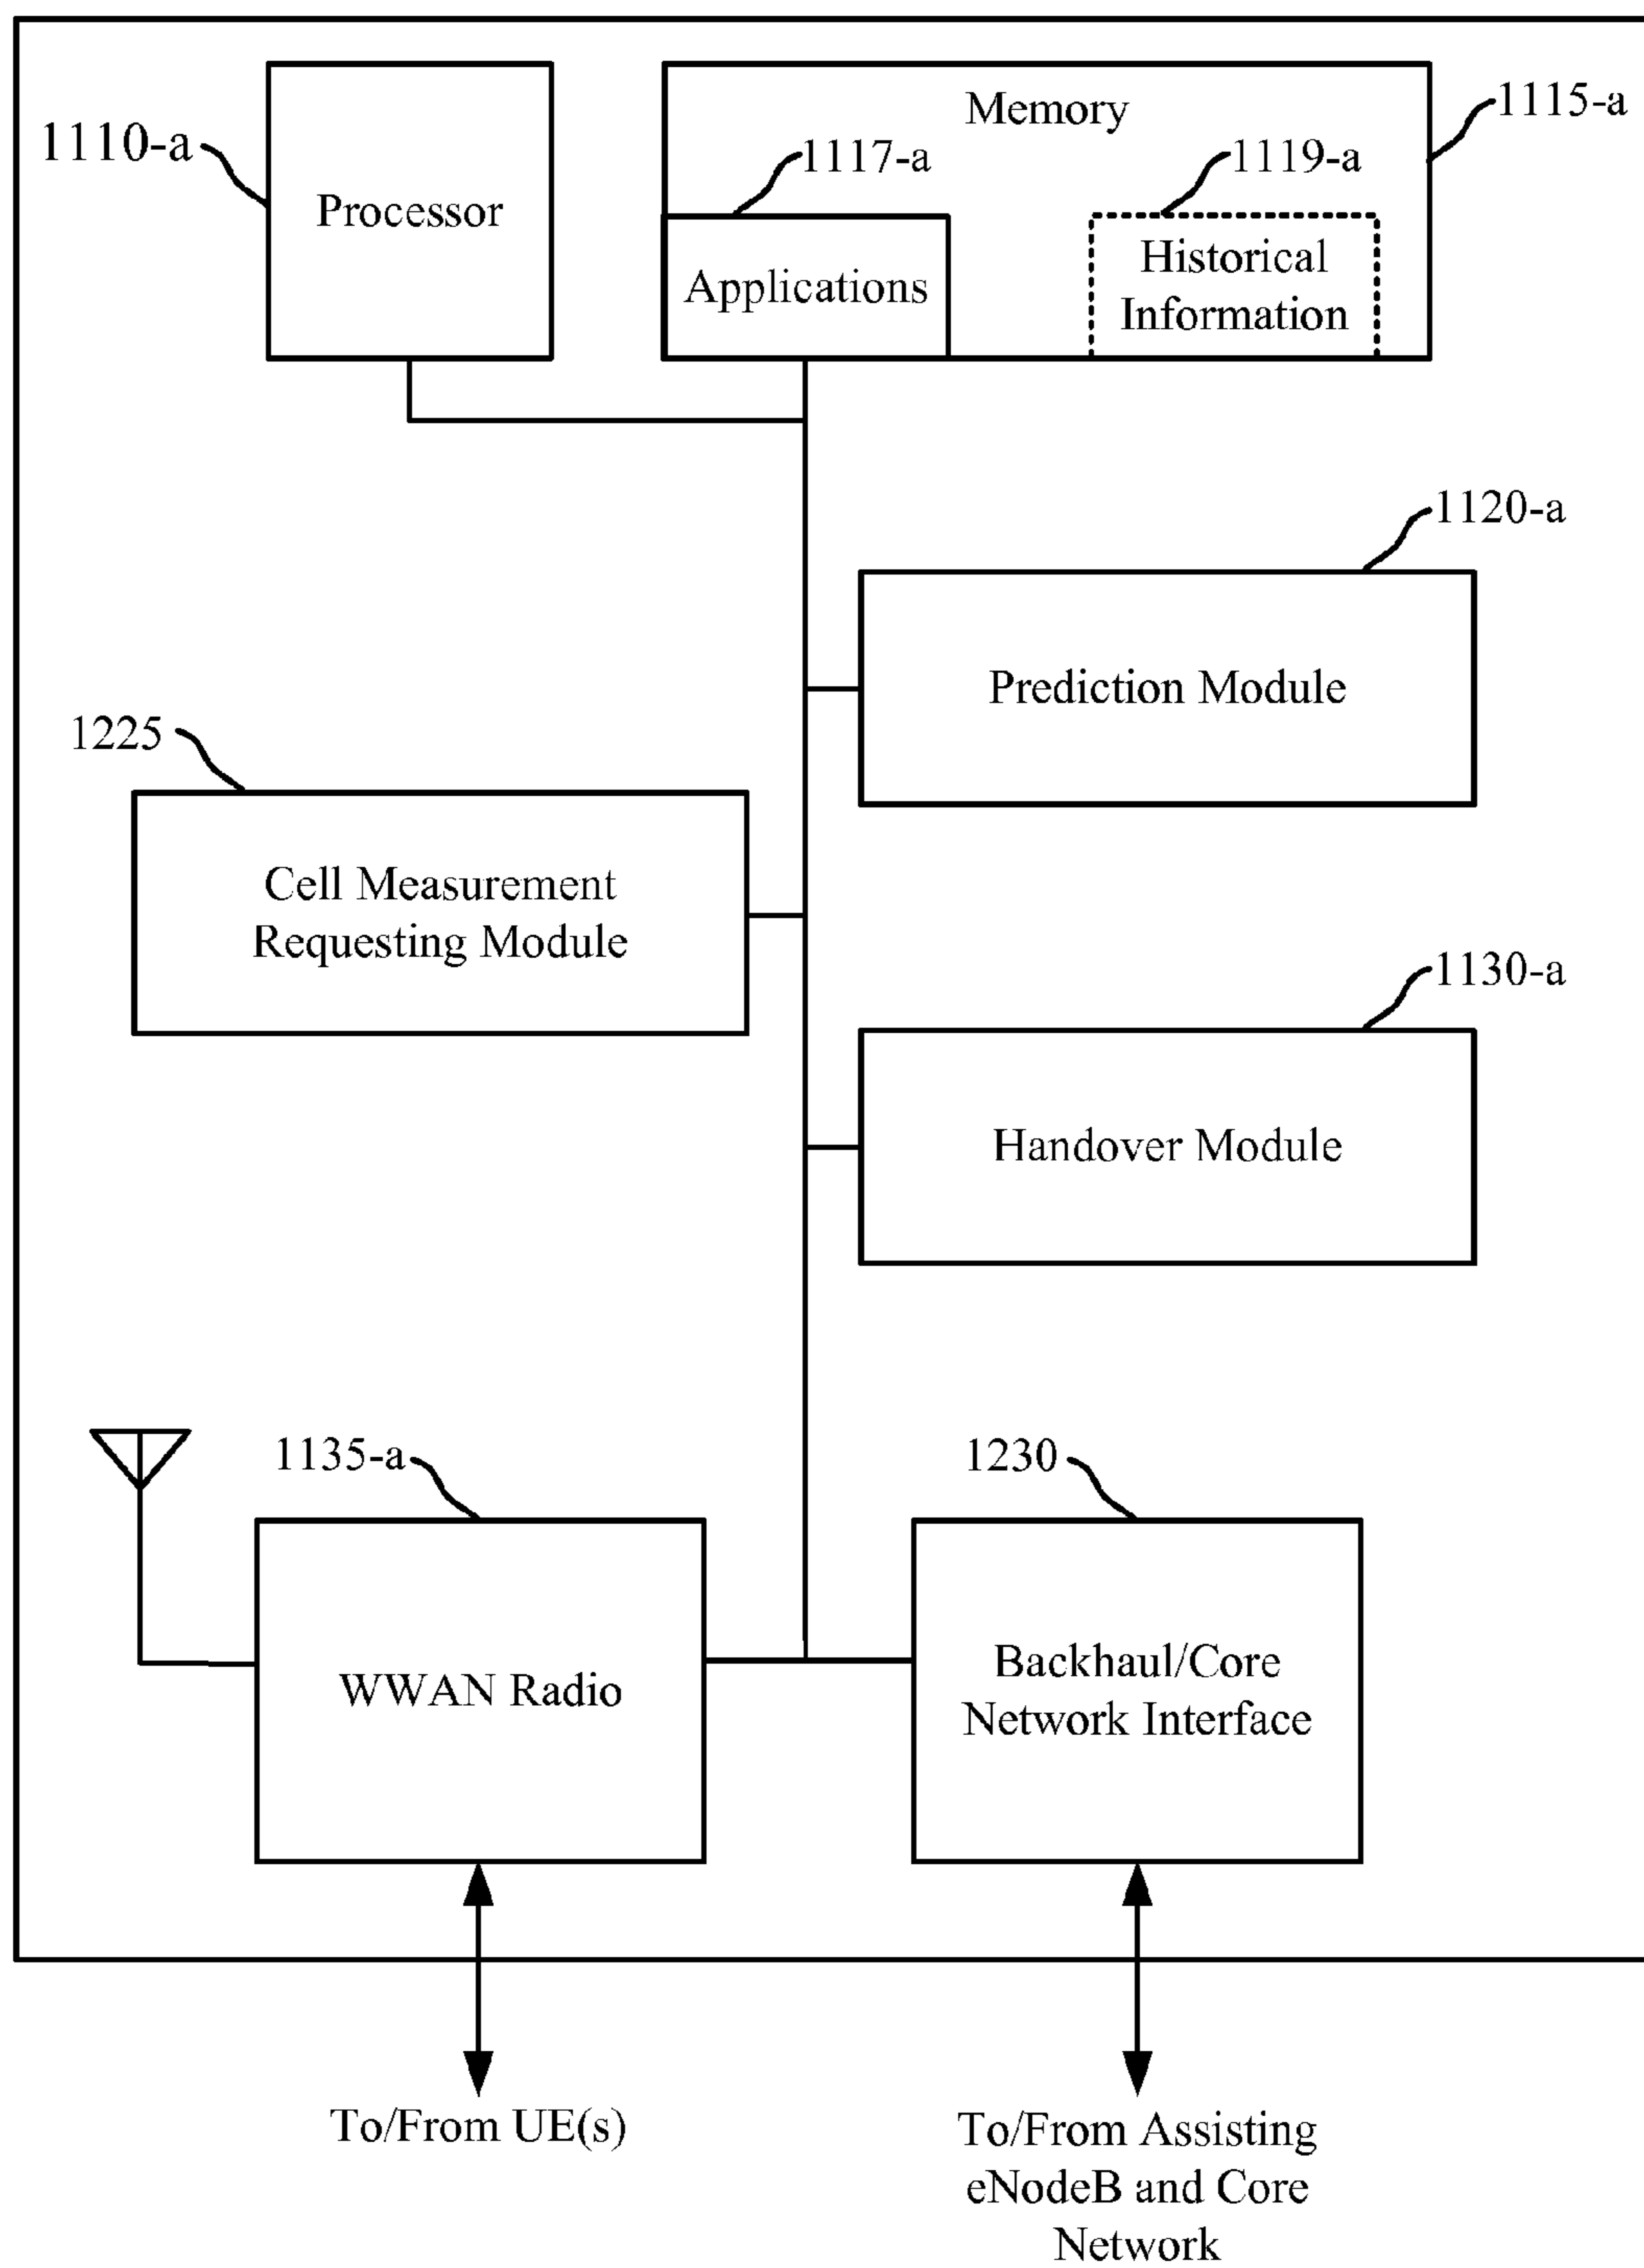 Memory
1115-a
1110-a
1117-a
1119-a
Processor
Applications
Historical
Information
1120-a
Prediction Module
1225
Cell Measurement
Requesting Module
1130-a
Handover Module
1135-a
1230
WWAN Radio
Backhaul/Core
Network Interface
To/From UE(s)
To/From Assisting
eNodeB and Core
Network